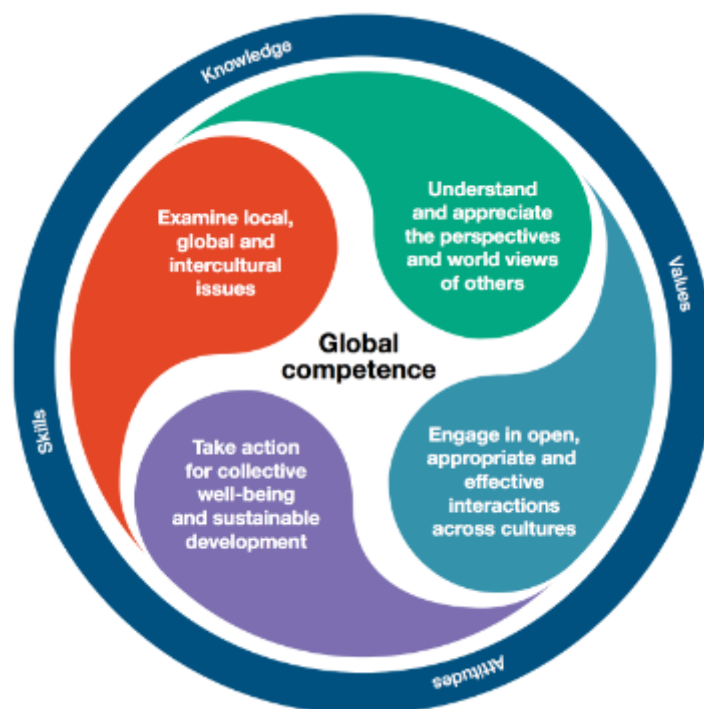 Knowledge
Examine local,
global and
intercultural
issues
Understand
and appreciate
the perspectives
and world views
of others
Values
Global
competence
Skills
Take action
for collective
well-being
and sustainable
development
Engage in open,
appropriate and
effective
interactions
across cultures
Attitudes